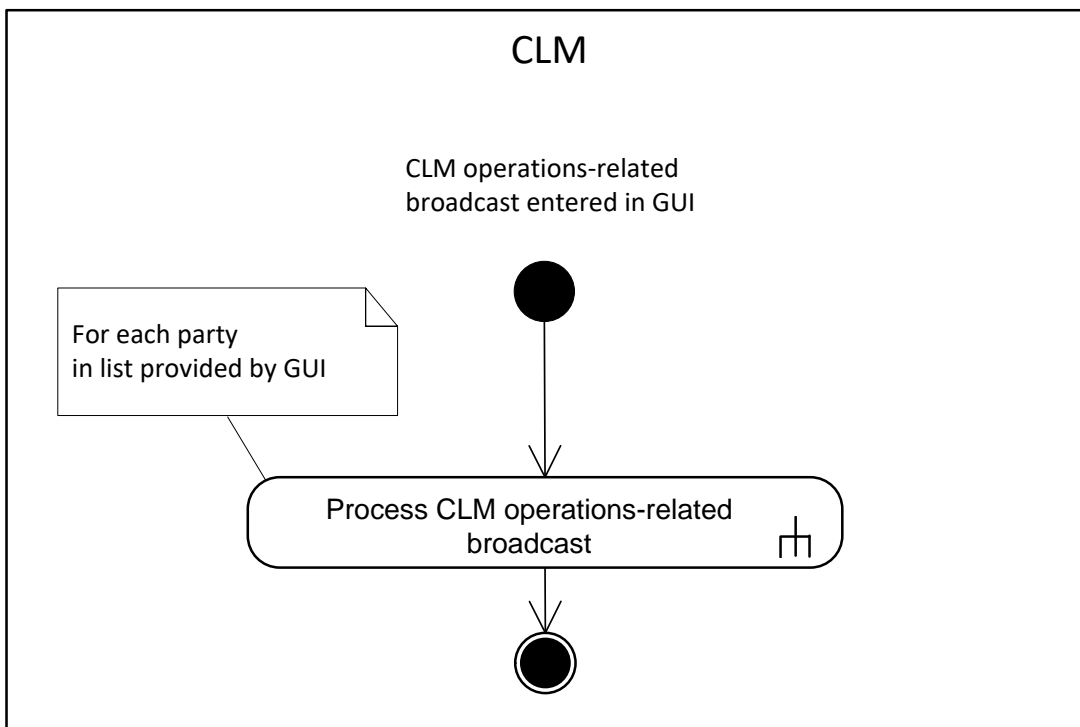 CLM
CLM operations-related
broadcast entered in GUI
For each party
in list provided by GUI
Process CLM operations-related
broadcast